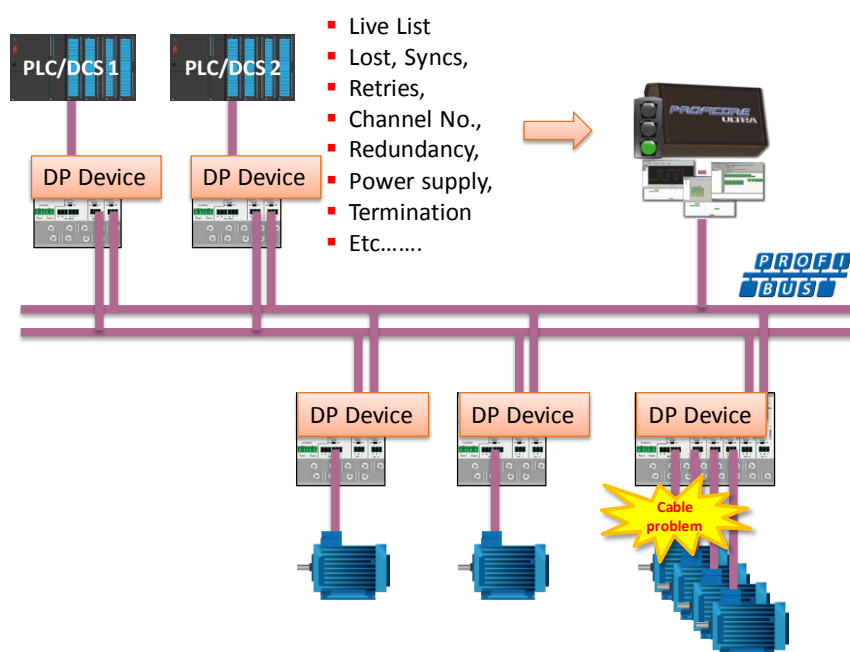 PLC/DCS 1
PLC/DCS 2
Live List
Lost, Syncs,
Retries,
Channel No.,
Redundancy,
Power supply,
Termination
Etc.......
PROFICORE
ULTRA
DP Device
DP Device
PROFI
BUS
DP Device
DP Device
DP Device
Cable
problem